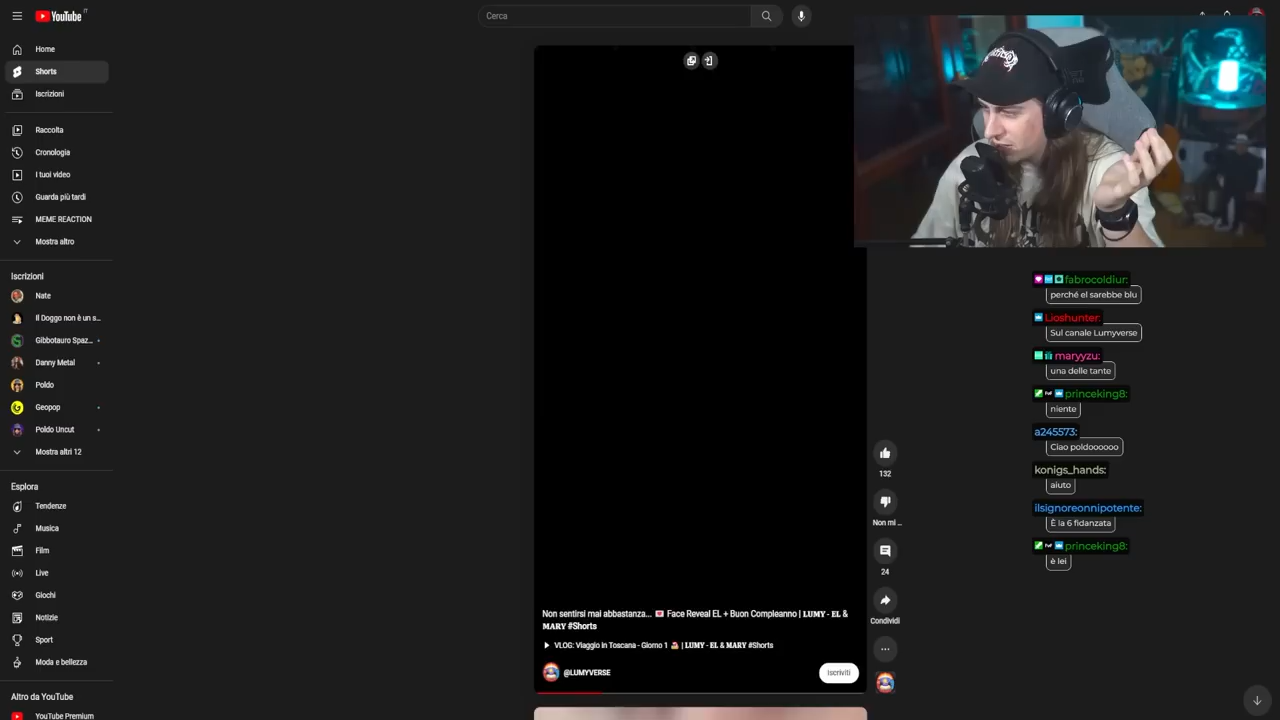 YouTube IT
Cerca
Home
Shorts
Iscrizioni
Raccolta
Cronologia
I tuoi video
Guarda più tardi
MEME REACTION
Mostra altro
Iscrizioni
Nate
Il Doggo non è un s...
Gibbotauro Spaz...
Danny Metal
Poldo
Geopop
Poldo Uncut
Mostra altri 12
Esplora
Tendenze
Musica
Film
Live
Giochi
Notizie
Sport
Moda e bellezza
Altro da YouTube
YouTube Premium
132
Non mi ...
24
Condividi
Non sentirsi mai abbastanza... 💌 Face Reveal EL + Buon Compleanno | LUMY - EL &
MARY #Shorts
VLOG: Viaggio in Toscana - Giorno 1 | LUMY - EL & MARY #Shorts
@LUMYVERSE
Iscriviti
fabrocoldiur:
perché el sarebbe blu
Lioshunter:
Sul canale Lumyverse
maryyzu:
una delle tante
princeking8:
niente
a245573:
Ciao poldoooooo
konigs_hands:
aiuto
ilsignoreonnipotente:
È la 6 fidanzata
princeking8:
è lei